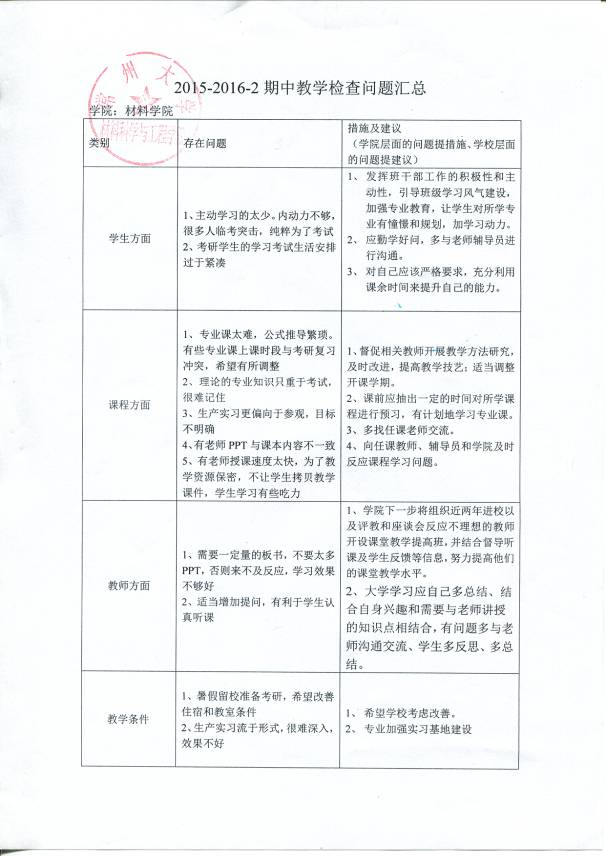 2015-2016-2 期中教学检查问题汇总
学院：材料学院
类别
存在问题
措施及建议
（学院层面的问题提措施、学校层面
的问题提建议）
学生方面
1、主动学习的太少。内动力不够，
很多人临考突击，纯粹为了考试
2、考研学生的学习考试生活安排
过于紧凑
1、 发挥班干部工作的积极性和主
动性，引导班级学习风气建设，
加强专业教育，让学生对所学专
业有憧憬和规划，加学习动力。
2、 应勤学好问，多与老师辅导员进
行沟通。
3、 对自己应该严格要求，充分利用
课余时间来提升自己的能力。
课程方面
1、专业课太难，公式推导繁琐。
有些专业课上课时段与考研复习
冲突，希望有所调整
2、理论的专业知识只重于考试，
很难记住
3、生产实习更偏向于参观，目标
不明确
4、有老师 PPT 与课本内容不一致
5、有老师授课速度太快，为了教
学资源保密，不让学生拷贝教学
课件，学生学习有些吃力
1、督促相关教师开展教学方法研究，
及时改进，提高教学技艺；适当调整
开课学期。
2、课前应抽出一定的时间对所学课
程进行预习，有计划地学习专业课。
3、多找任课老师交流。
4、向任课教师、辅导员和学院及时
反应课程学习问题。
教师方面
1、需要一定量的板书，不要太多
PPT，否则来不及反应，学习效果
不够好
2、适当增加提问，有利于学生认
真听课
1、学院下一步将组织近两年进校以
及评教和座谈会反应不理想的教师
开设课堂教学提高班，并结合督导听
课及学生反馈等信息，努力提高他们
的课堂教学水平。
2、大学学习应自己多总结、结
合自身兴趣和需要与老师讲授
的知识点相结合，有问题多与老
师沟通交流、学生多反思、多总
结。
教学条件
1、暑假留校准备考研，希望改善
住宿和教室条件
2、生产实习流于形式，很难深入，
效果不好
1、 希望学校考虑改善。
2、 专业加强实习基地建设